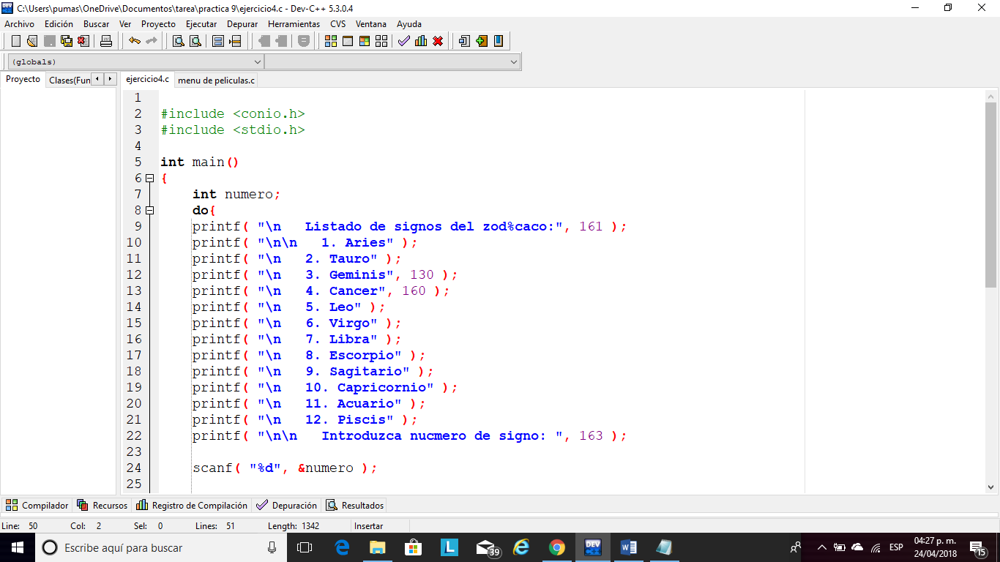 C:\Users\pumas\OneDrive\Documentos\tarea\practica 9\ejercicio4.c - Dev-C++ 5.3.0.4
Archivo Edición Buscar Ver Proyecto Ejecutar Depurar Herramientas CVS Ventana Ayuda
(globals)
Proyecto Clases(Fun ejercicio4.c menu de peliculas.c
1
2 #include <conio.h>
3 #include <stdio.h>
4
5 int main()
6 {
7 int numero;
8 do{
9 printf( "\n   Listado de signos del zod%caco:", 161 );
10 printf( "\n\n   1. Aries" );
11 printf( "\n   2. Tauro" );
12 printf( "\n   3. Geminis", 130 );
13 printf( "\n   4. Cancer", 160 );
14 printf( "\n   5. Leo" );
15 printf( "\n   6. Virgo" );
16 printf( "\n   7. Libra" );
17 printf( "\n   8. Escorpio" );
18 printf( "\n   9. Sagitario" );
19 printf( "\n   10. Capricornio" );
20 printf( "\n   11. Acuario" );
21 printf( "\n   12. Piscis" );
22 printf( "\n\n   Introduzca nucmero de signo: ", 163 );
23
24 scanf( "%d", &numero );
25
Compilador Recursos Registro de Compilación Depuración Resultados
Line: 50 Col: 2 Sel: 0 Lines: 51 Length: 1342 Insertar
Escribe aquí para buscar L 39 DEV ESP 04:27 p. m.
24/04/2018 15